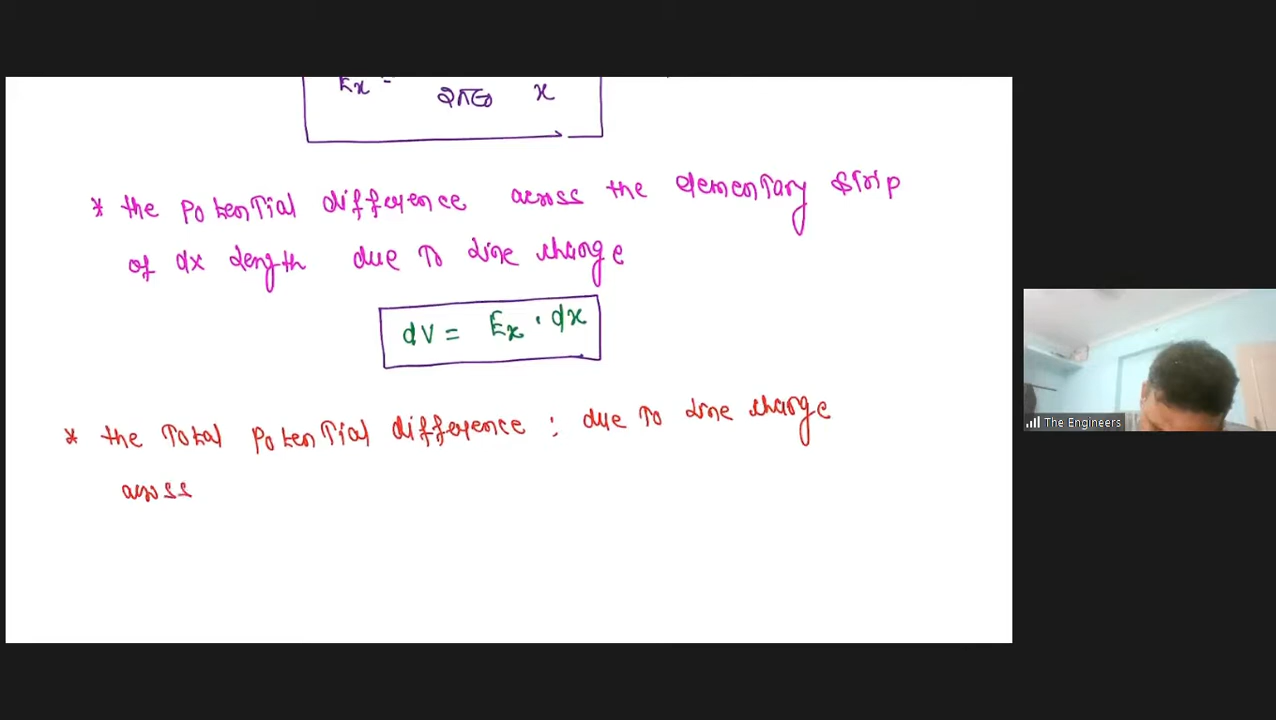 Ex =
2πε0 x
* the potential difference across the elementary strip
of dx length due to line charge
dV = Ex · dx
* the Total potential difference : due to line charge
across
The Engineers